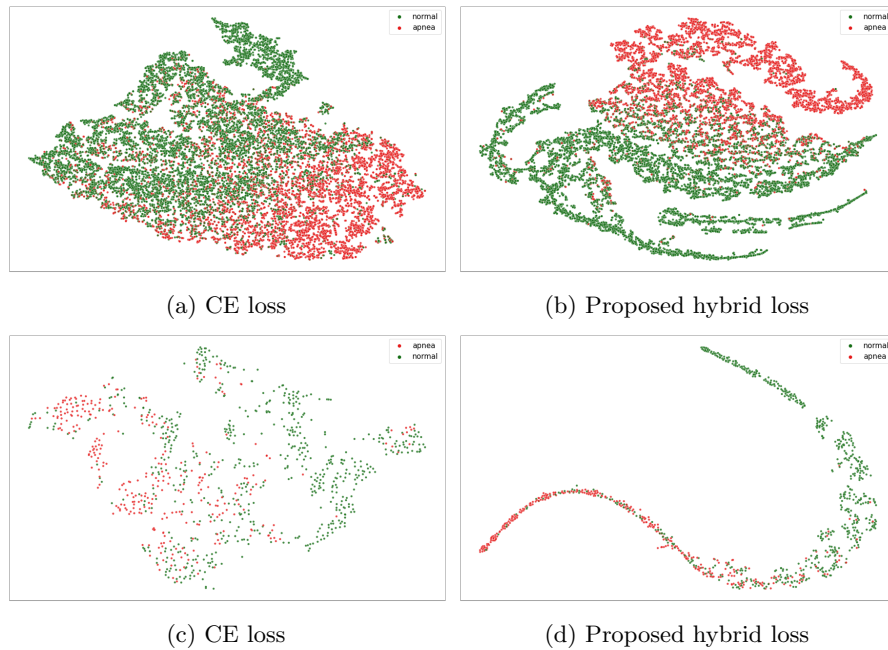 normal
apnea
normal
apnea
(a) CE loss
(b) Proposed hybrid loss
apnea
normal
normal
apnea
(c) CE loss
(d) Proposed hybrid loss